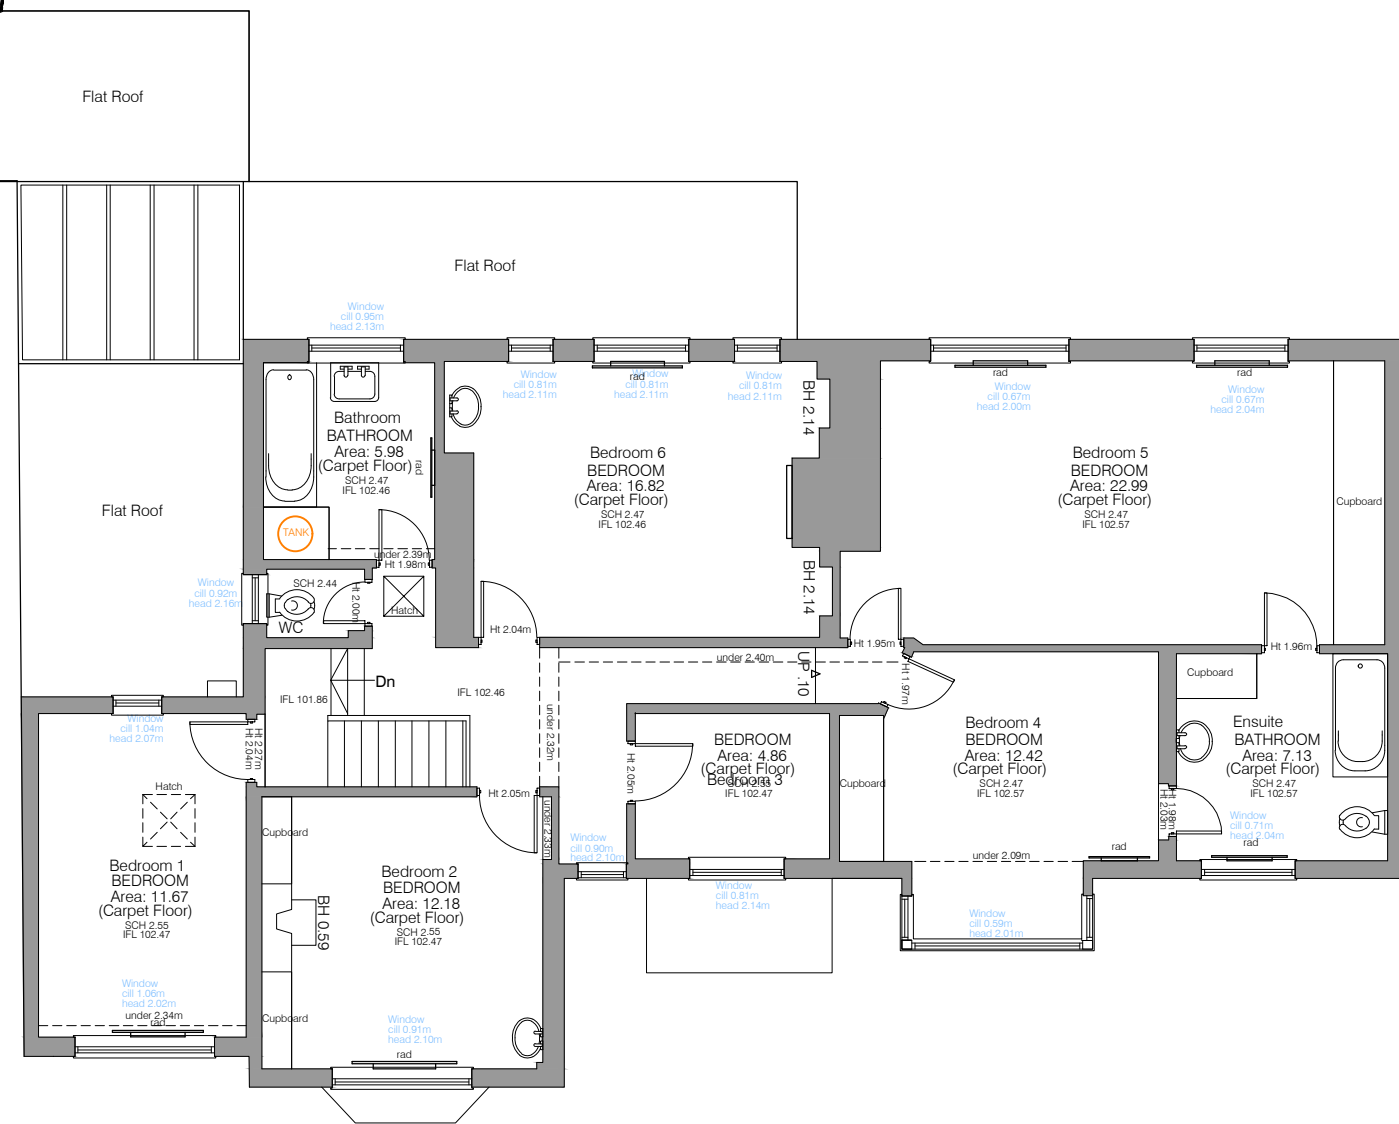 Flat Roof
Flat Roof
Flat Roof
Window
cill 0.95m
head 2.13m
Window
cill 0.81m
head 2.11m
rad
Window
cill 0.81m
head 2.11m
Window
cill 0.81m
head 2.11m
BH 2.14
rad
Window
cill 0.67m
head 2.00m
rad
Window
cill 0.67m
head 2.04m
Bathroom
BATHROOM
Area: 5.98
(Carpet Floor)
SCH 2.47
IFL 102.46
rad
TANK
under 2.39m
Ht 1.98m
Bedroom 6
BEDROOM
Area: 16.82
(Carpet Floor)
SCH 2.47
IFL 102.46
BH 2.14
Bedroom 5
BEDROOM
Area: 22.99
(Carpet Floor)
SCH 2.47
IFL 102.57
Cupboard
Window
cill 0.92m
head 2.16m
SCH 2.44
WC
Ht 2.00m
Hatch
Ht 2.04m
Ht 1.95m
Ht 1.96m
under 2.40m
UP .10
Ht 1.97m
IFL 101.86
Dn
IFL 102.46
under 2.32m
Cupboard
Window
cill 1.04m
head 2.07m
Ht 2.27m
Ht 2.04m
Hatch
Bedroom 1
BEDROOM
Area: 11.67
(Carpet Floor)
SCH 2.55
IFL 102.47
Window
cill 1.06m
head 2.02m
under 2.34m
rad
Ht 2.05m
under 2.33m
Cupboard
Bedroom 2
BEDROOM
Area: 12.18
(Carpet Floor)
SCH 2.55
IFL 102.47
BH 0.59
Cupboard
Window
cill 0.91m
head 2.10m
rad
Window
cill 0.90m
head 2.10m
Ht 2.05m
BEDROOM
Area: 4.86
(Carpet Floor)
Bedroom 3
SCH 2.55
IFL 102.47
Window
cill 0.81m
head 2.14m
Cupboard
Bedroom 4
BEDROOM
Area: 12.42
(Carpet Floor)
SCH 2.47
IFL 102.57
under 2.09m
rad
Window
cill 0.59m
head 2.01m
Ht 1.98m
Ht 2.03m
Ensuite
BATHROOM
Area: 7.13
(Carpet Floor)
SCH 2.47
IFL 102.57
Window
cill 0.71m
head 2.04m
rad